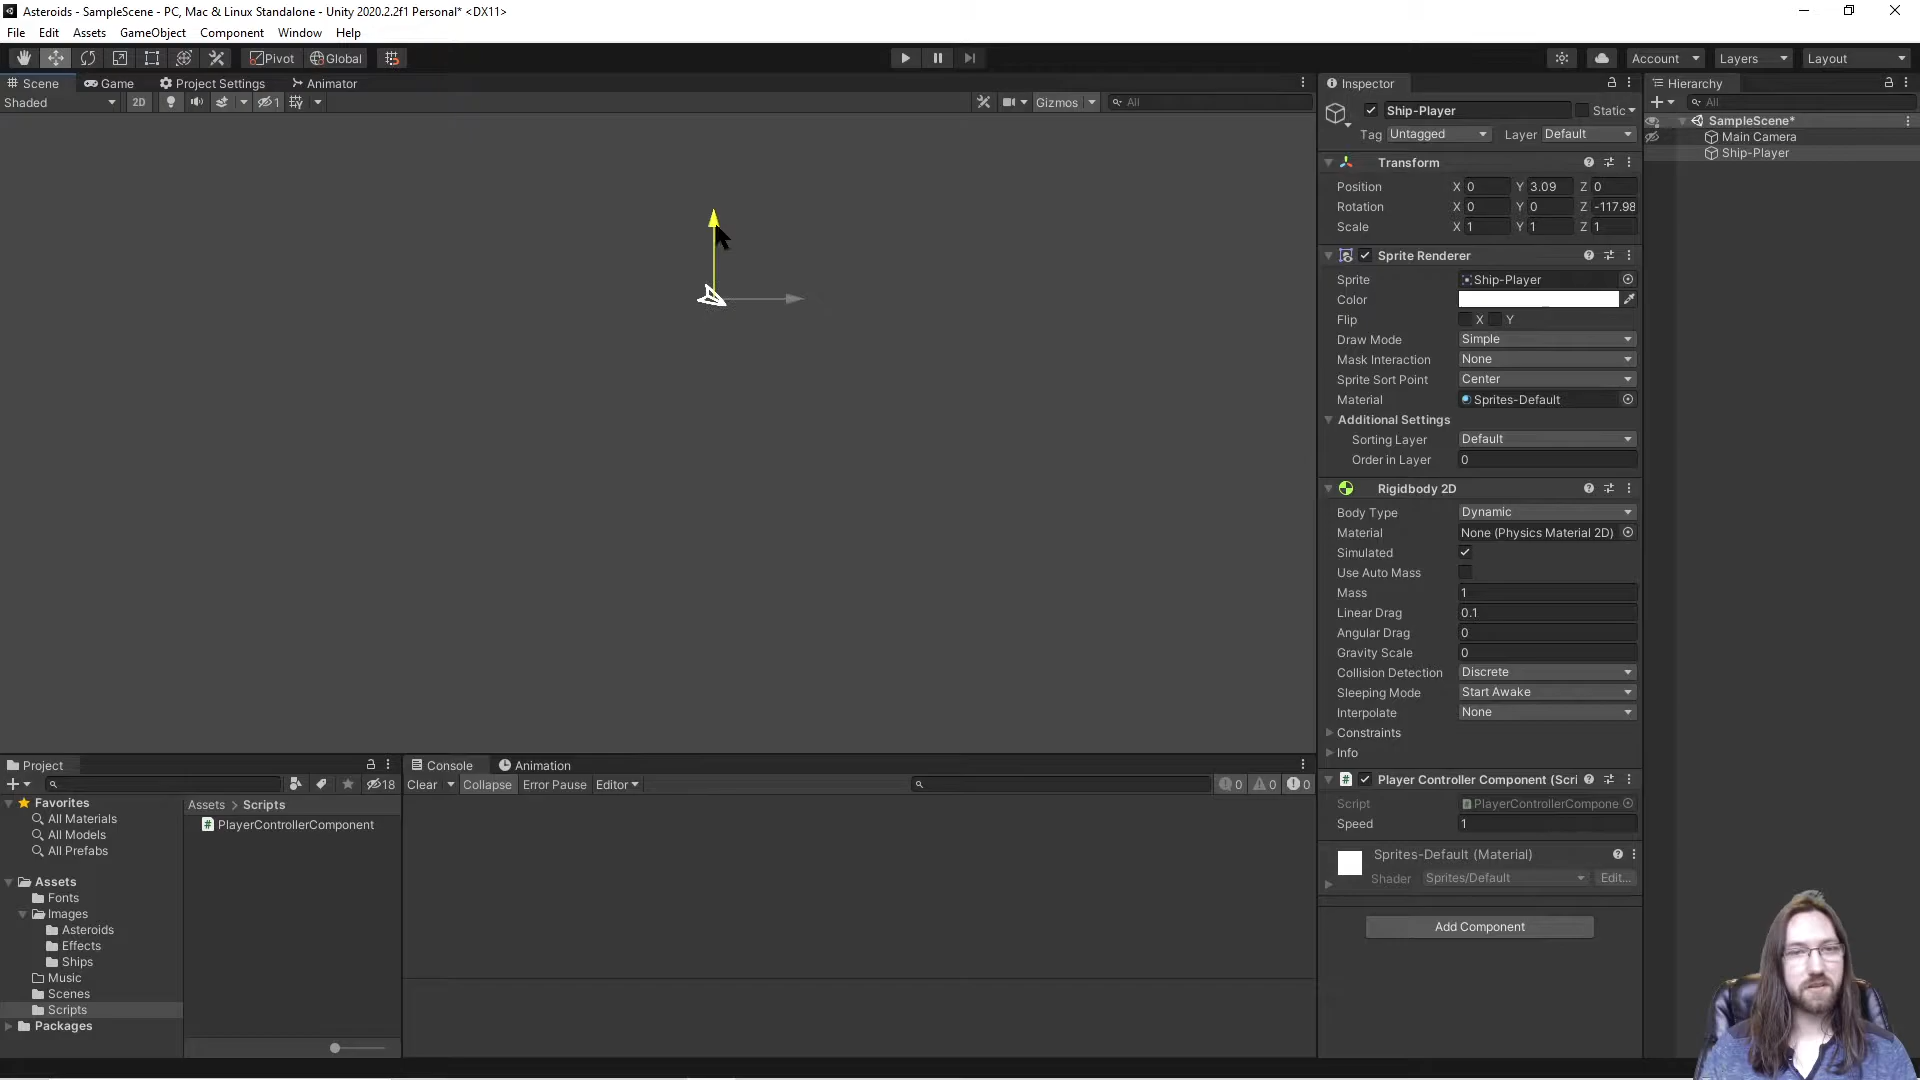 Asteroids - SampleScene - PC, Mac & Linux Standalone - Unity 2020.2.2f1 Personal* <DX11>
File Edit Assets GameObject Component Window Help
Pivot Global Account Layers Layout
Scene Game Project Settings Animator
Shaded 2D 1 Gizmos All
Inspector
Ship-Player Static
Tag Untagged Layer Default
Transform
Position X 0 Y 3.09 Z 0
Rotation X 0 Y 0 Z -117.98
Scale X 1 Y 1 Z 1
Sprite Renderer
Sprite Ship-Player
Color
Flip X Y
Draw Mode Simple
Mask Interaction None
Sprite Sort Point Center
Material Sprites-Default
Additional Settings
Sorting Layer Default
Order in Layer 0
Rigidbody 2D
Body Type Dynamic
Material None (Physics Material 2D)
Simulated
Use Auto Mass
Mass 1
Linear Drag 0.1
Angular Drag 0
Gravity Scale 0
Collision Detection Discrete
Sleeping Mode Start Awake
Interpolate None
Constraints
Info
# Player Controller Component (Scri
Script PlayerControllerCompone
Speed 1
Sprites-Default (Material)
Shader Sprites/Default Edit...
Add Component
Hierarchy
All
SampleScene*
Main Camera
Ship-Player
Project
18
Favorites
All Materials
All Models
All Prefabs
Assets
Fonts
Images
Asteroids
Effects
Ships
Music
Scenes
Scripts
Packages
Assets > Scripts
# PlayerControllerComponent
Console Animation
Clear Collapse Error Pause Editor 0 0 0